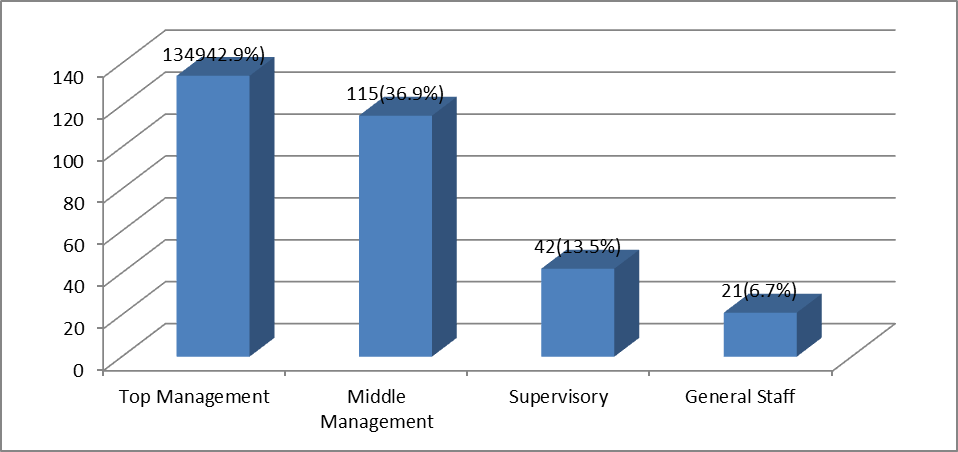 134942.9%)
140
115(36.9%)
120
100
80
60
42(13.5%)
40
21(6.7%)
20
0
Top Management
Middle
Management
Supervisory
General Staff